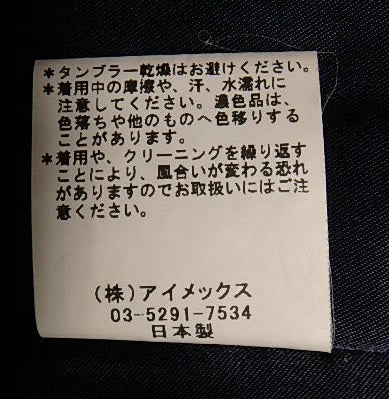 *タンブラー乾燥はお避けください。
*着用中の摩擦や、汗、水濡れに
注意してください。濃色品は、
色落ちや他のものへ色移りする
ことがあります。
*着用や、クリーニングを繰り返す
ことにより、風合いが変わる恐れ
がありますのでお取扱いにはご注
意ください。
(株)アイメックス
03-5291-7534
日本製